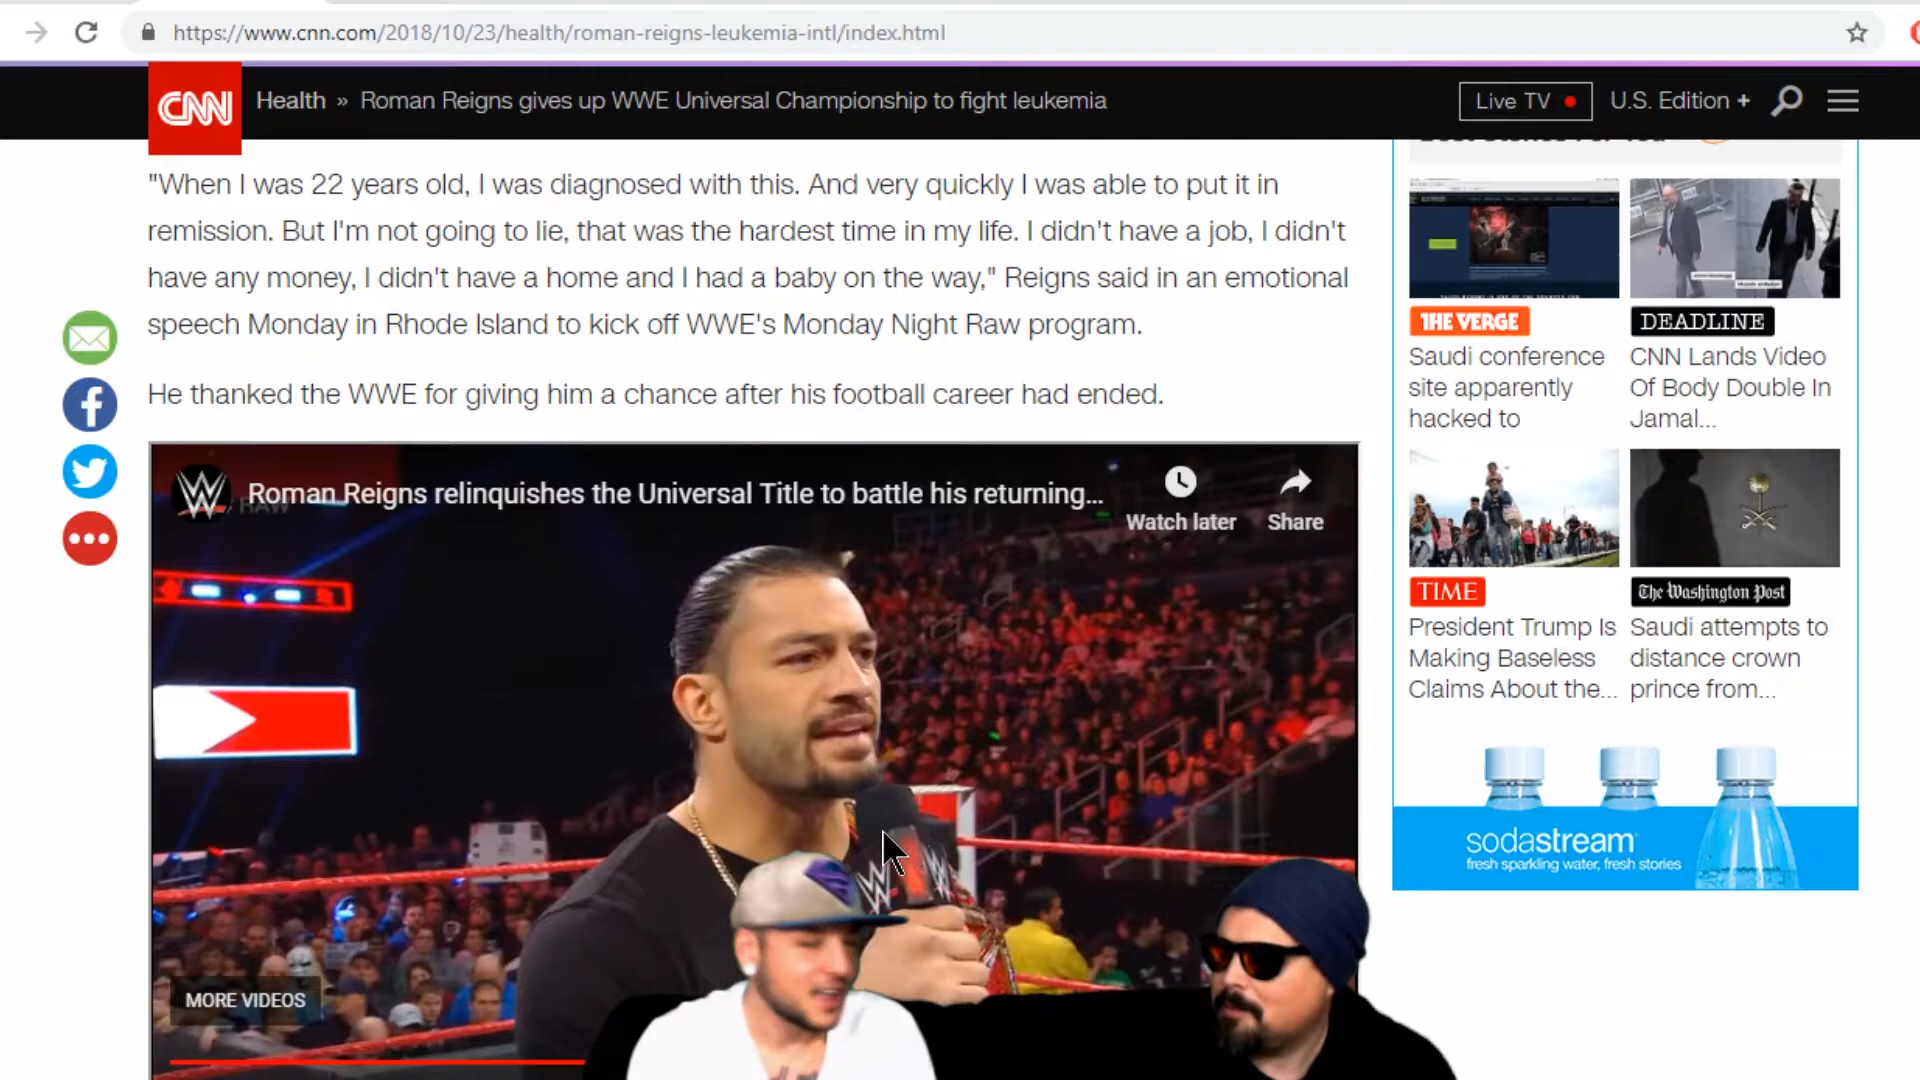 https://www.cnn.com/2018/10/23/health/roman-reigns-leukemia-intl/index.html
CNN
Health » Roman Reigns gives up WWE Universal Championship to fight leukemia
Live TV
U.S. Edition +
"When I was 22 years old, I was diagnosed with this. And very quickly I was able to put it in
remission. But I'm not going to lie, that was the hardest time in my life. I didn't have a job, I didn't
have any money, I didn't have a home and I had a baby on the way," Reigns said in an emotional
speech Monday in Rhode Island to kick off WWE's Monday Night Raw program.
He thanked the WWE for giving him a chance after his football career had ended.
Roman Reigns relinquishes the Universal Title to battle his returning...
Watch later
Share
RAW
MORE VIDEOS
THE VERGE
Saudi conference
site apparently
hacked to
DEADLINE
CNN Lands Video
Of Body Double In
Jamal...
TIME
President Trump Is
Making Baseless
Claims About the...
The Washington Post
Saudi attempts to
distance crown
prince from...
sodastream
fresh sparkling water, fresh stories